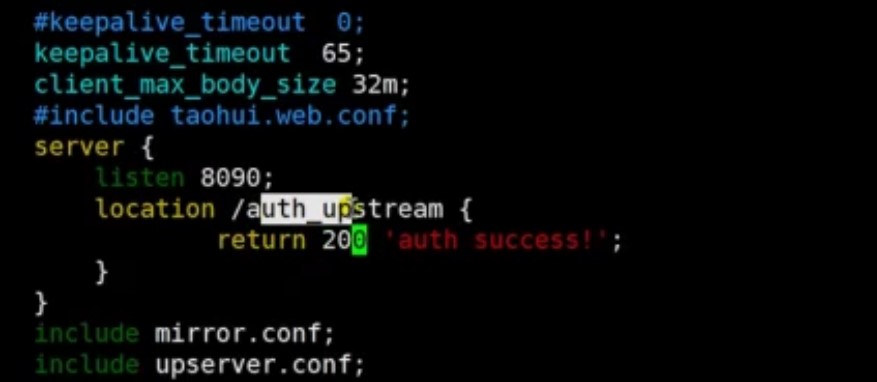 #keepalive_timeout  0;
keepalive_timeout  65;
client_max_body_size 32m;
#include taohui.web.conf;
server {
    listen 8090;
    location /auth_upstream {
            return 200 'auth success!';
    }
}
include mirror.conf;
include upserver.conf;